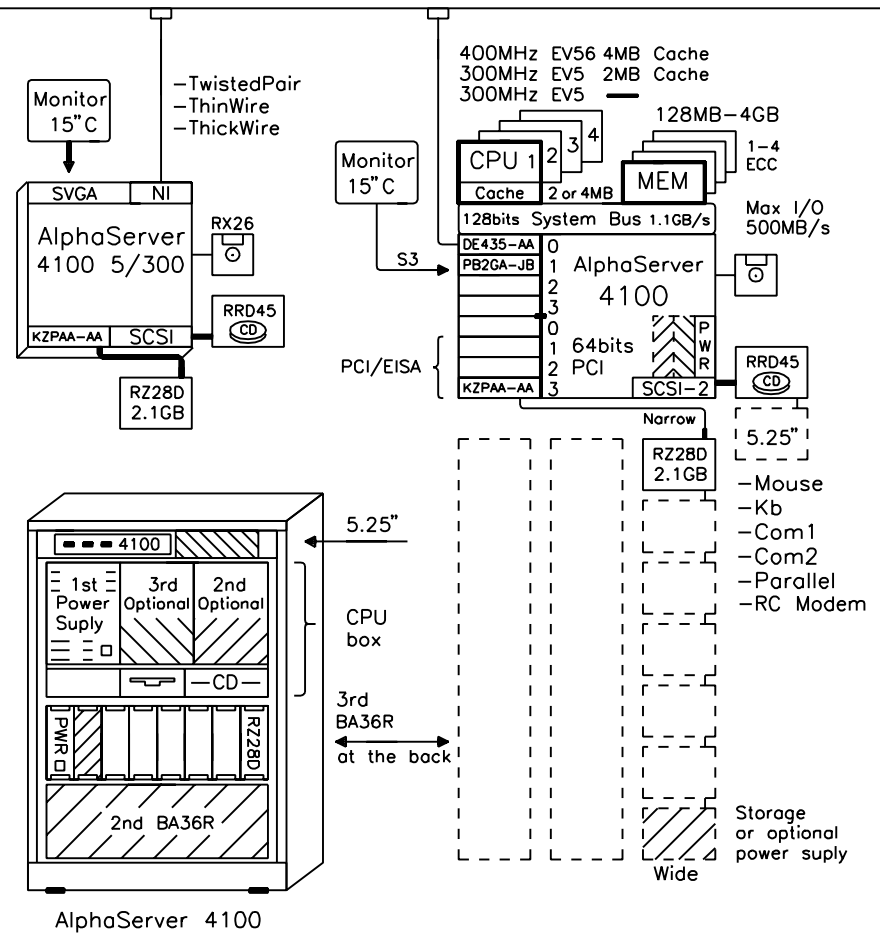 -TwistedPair
-ThinWire
-ThickWire
Monitor
15"C
SVGA
NI
AlphaServer
4100 5/300
KZPAA-AA
SCSI
RX26
RRD45
CD
RZ28D
2.1GB
400MHz EV56 4MB Cache
300MHz EV5 2MB Cache
300MHz EV5 —
128MB-4GB
1-4
ECC
Monitor
15"C
S3
CPU 1
2
3
4
Cache
2 or 4MB
MEM
128bits System Bus 1.1GB/s
Max I/O
500MB/s
DE435-AA 0
PB2GA-JB 1
2
3
0
1
2
KZPAA-AA 3
AlphaServer
4100
64bits
PCI
PWR
SCSI-2
PCI/EISA
RRD45
CD
5.25"
Narrow
RZ28D
2.1GB
-Mouse
-Kb
-Com1
-Com2
-Parallel
-RC Modem
Storage
or optional
power suply
Wide
4100
5.25"
1st
Power
Suply
3rd
Optional
2nd
Optional
CPU
box
-CD-
PWR
RZ28D
3rd
BA36R
at the back
2nd BA36R
AlphaServer 4100